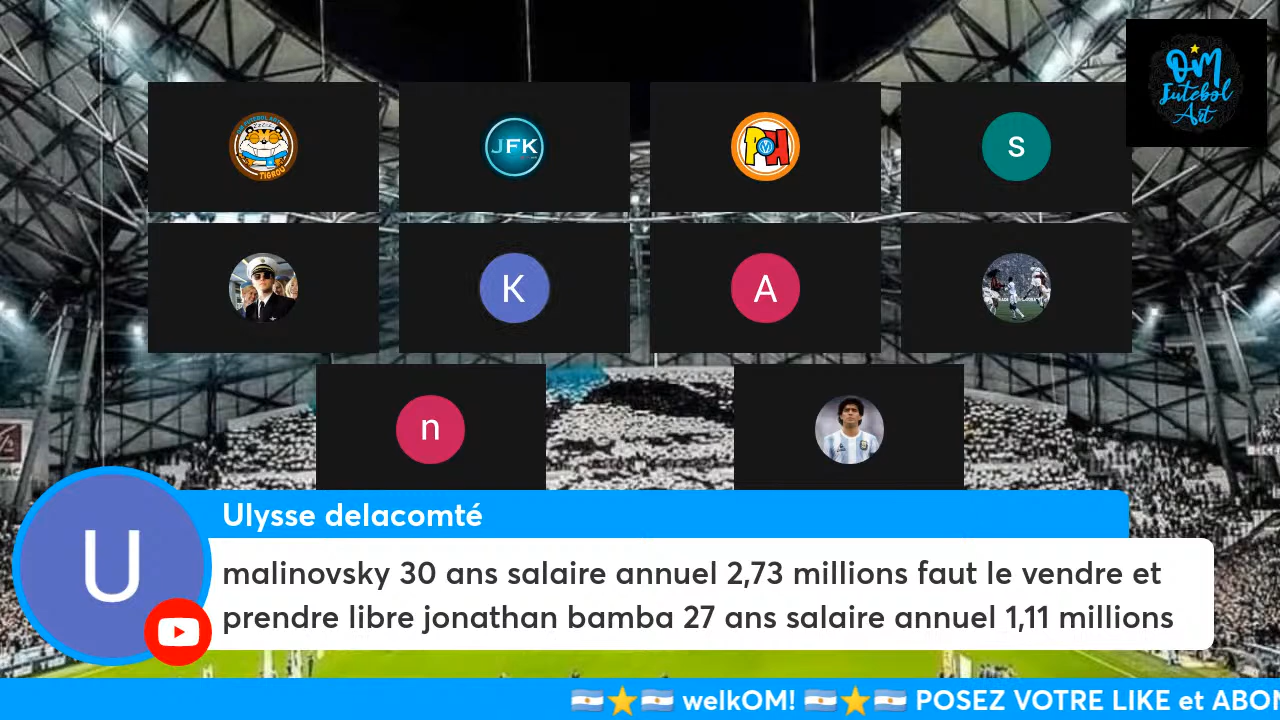 OM
Futebol
Art
TIGROU
JFK
S
K
A
n
U
Ulysse delacomté
malinovsky 30 ans salaire annuel 2,73 millions faut le vendre et
prendre libre jonathan bamba 27 ans salaire annuel 1,11 millions
🇦🇷⭐🇦🇷 welkOM! 🇦🇷⭐🇦🇷 POSEZ VOTRE LIKE et ABON